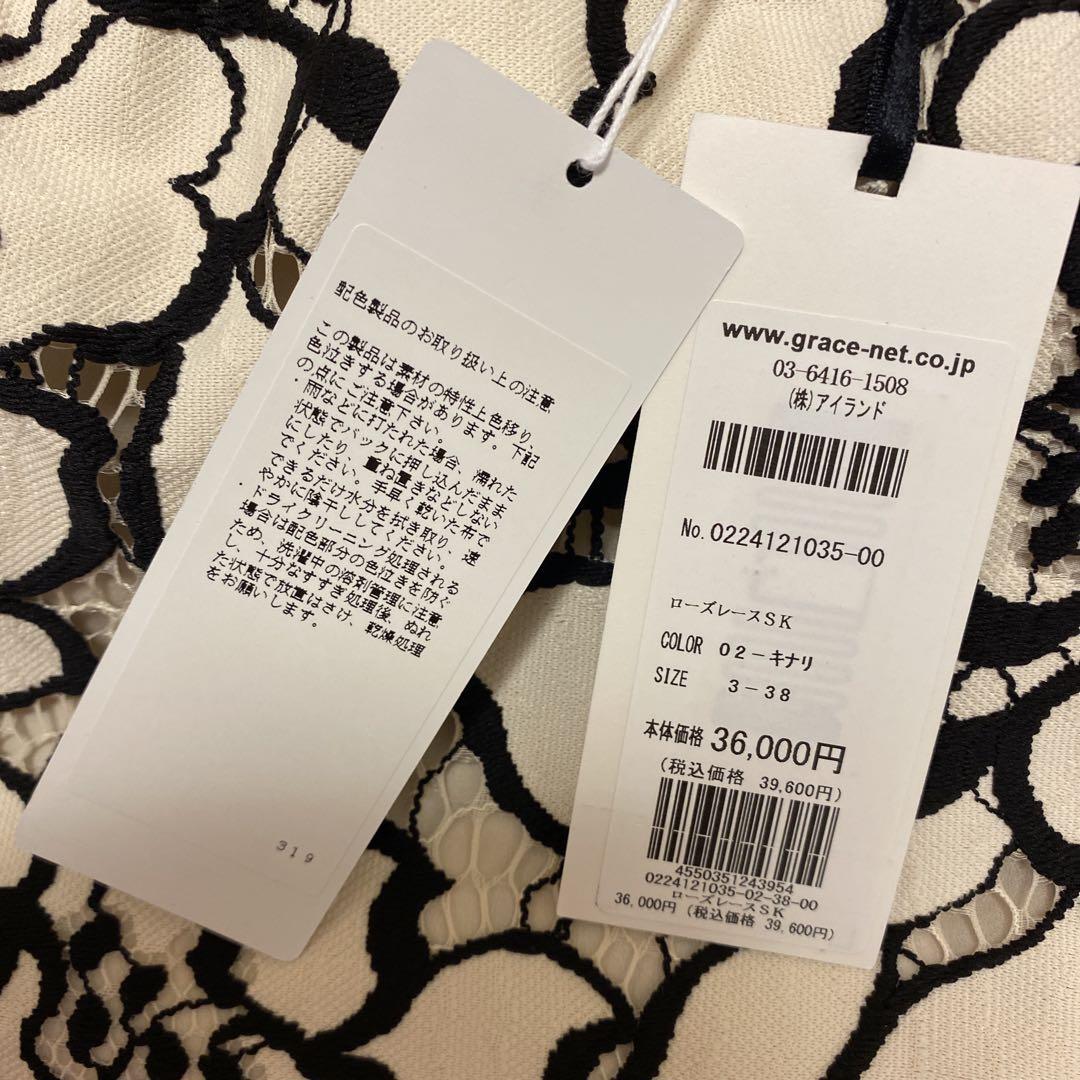 配色製品のお取り扱い上の注意
この製品は素材の特性上色移り、
色泣きする場合があります。下記
の点にご注意下さい。
・雨などに打たれた場合、濡れた
状態でバックに押し込んだまま
にしたり、重ね置きなどしない
でください。手早く乾いた布で
できるだけ水分を拭き取り、速
やかに陰干ししてください。
・ドライクリーニング処理される
場合は配色部分の色泣きを防ぐ
ため、洗濯中の溶剤管理に注意
し、十分なすすぎ処理後、ぬれ
た状態で放置はさけ、乾燥処理
をお願いします。
319
www.grace-net.co.jp
03-6416-1508
(株)アイランド
No.0224121035-00
ローズレースSK
COLOR 02-キナリ
SIZE 3-38
本体価格 36,000円
(税込価格 39,600円)
4550351243954
0224121035-02-38-00
ローズレースSK
36,000円 (税込価格 39,600円)